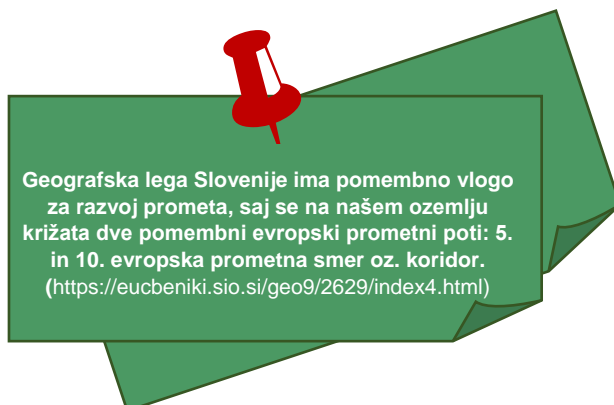 Geografska lega Slovenije ima pomembno vlogo
za razvoj prometa, saj se na našem ozemlju
križata dve pomembni evropski prometni poti: 5.
in 10. evropska prometna smer oz. koridor.
(https://eucbeniki.sio.si/geo9/2629/index4.html)